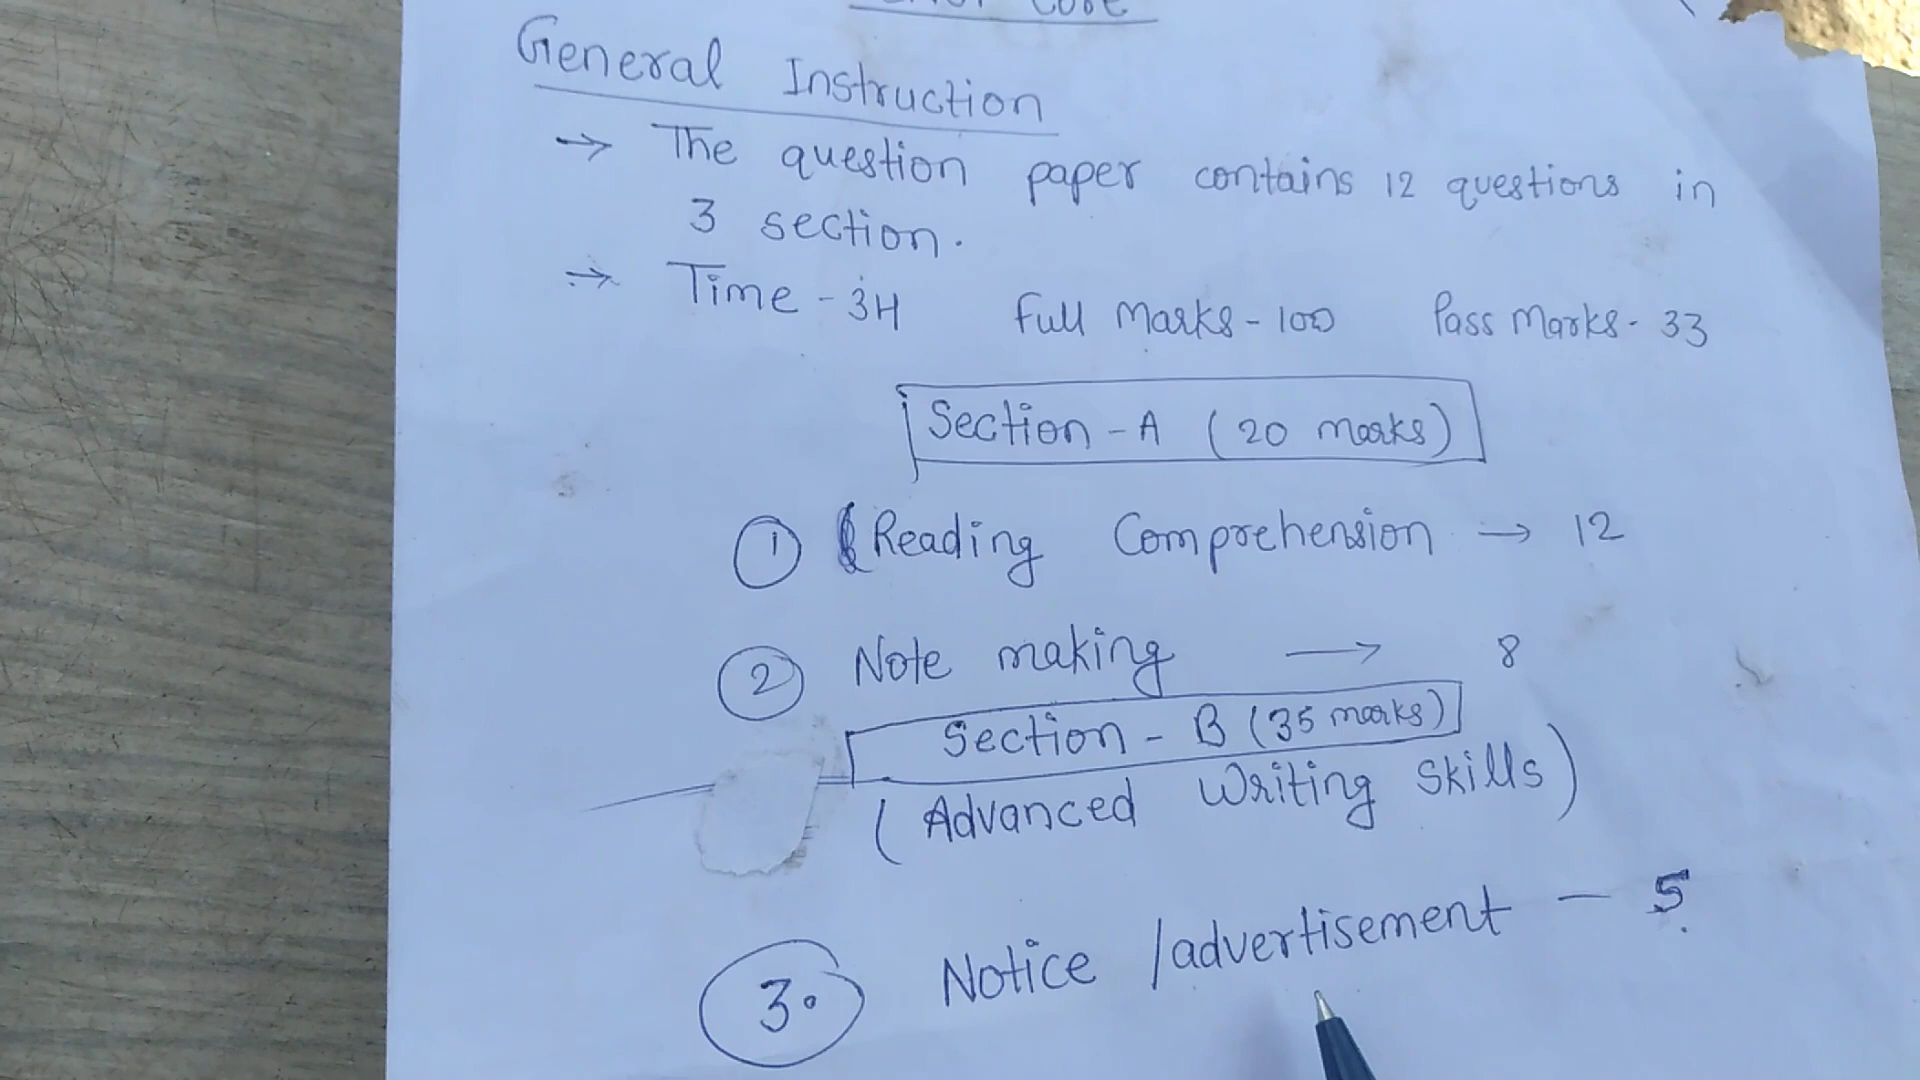 General Instruction
→ The question paper contains 12 questions in
3 section.
→ Time - 3H Full Marks - 100 Pass Marks - 33
Section - A (20 marks)
1 Reading Comprehension → 12
2 Note making → 8
Section - B (35 marks)
(Advanced Writing Skills)
3. Notice / advertisement - 5